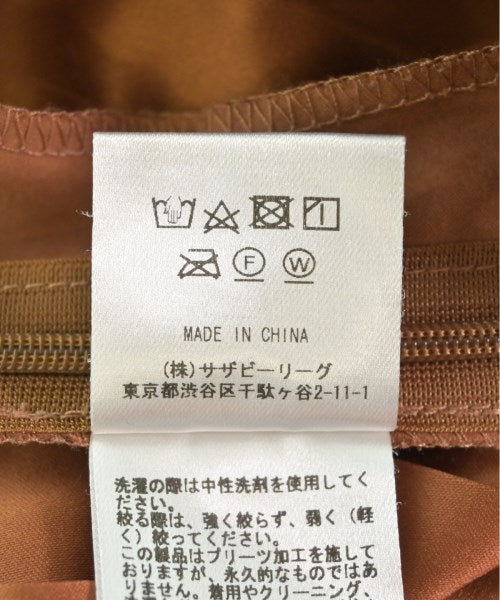 F W
MADE IN CHINA
(株)サザビーリーグ
東京都渋谷区千駄ヶ谷2-11-1
洗濯の際は中性洗剤を使用してく
ださい。
絞る際は、強く絞らず、弱く(軽
く)絞ってください。
この製品はプリーツ加工を施して
おりますが、永久的なものではあ
りません。着用やクリーニング、